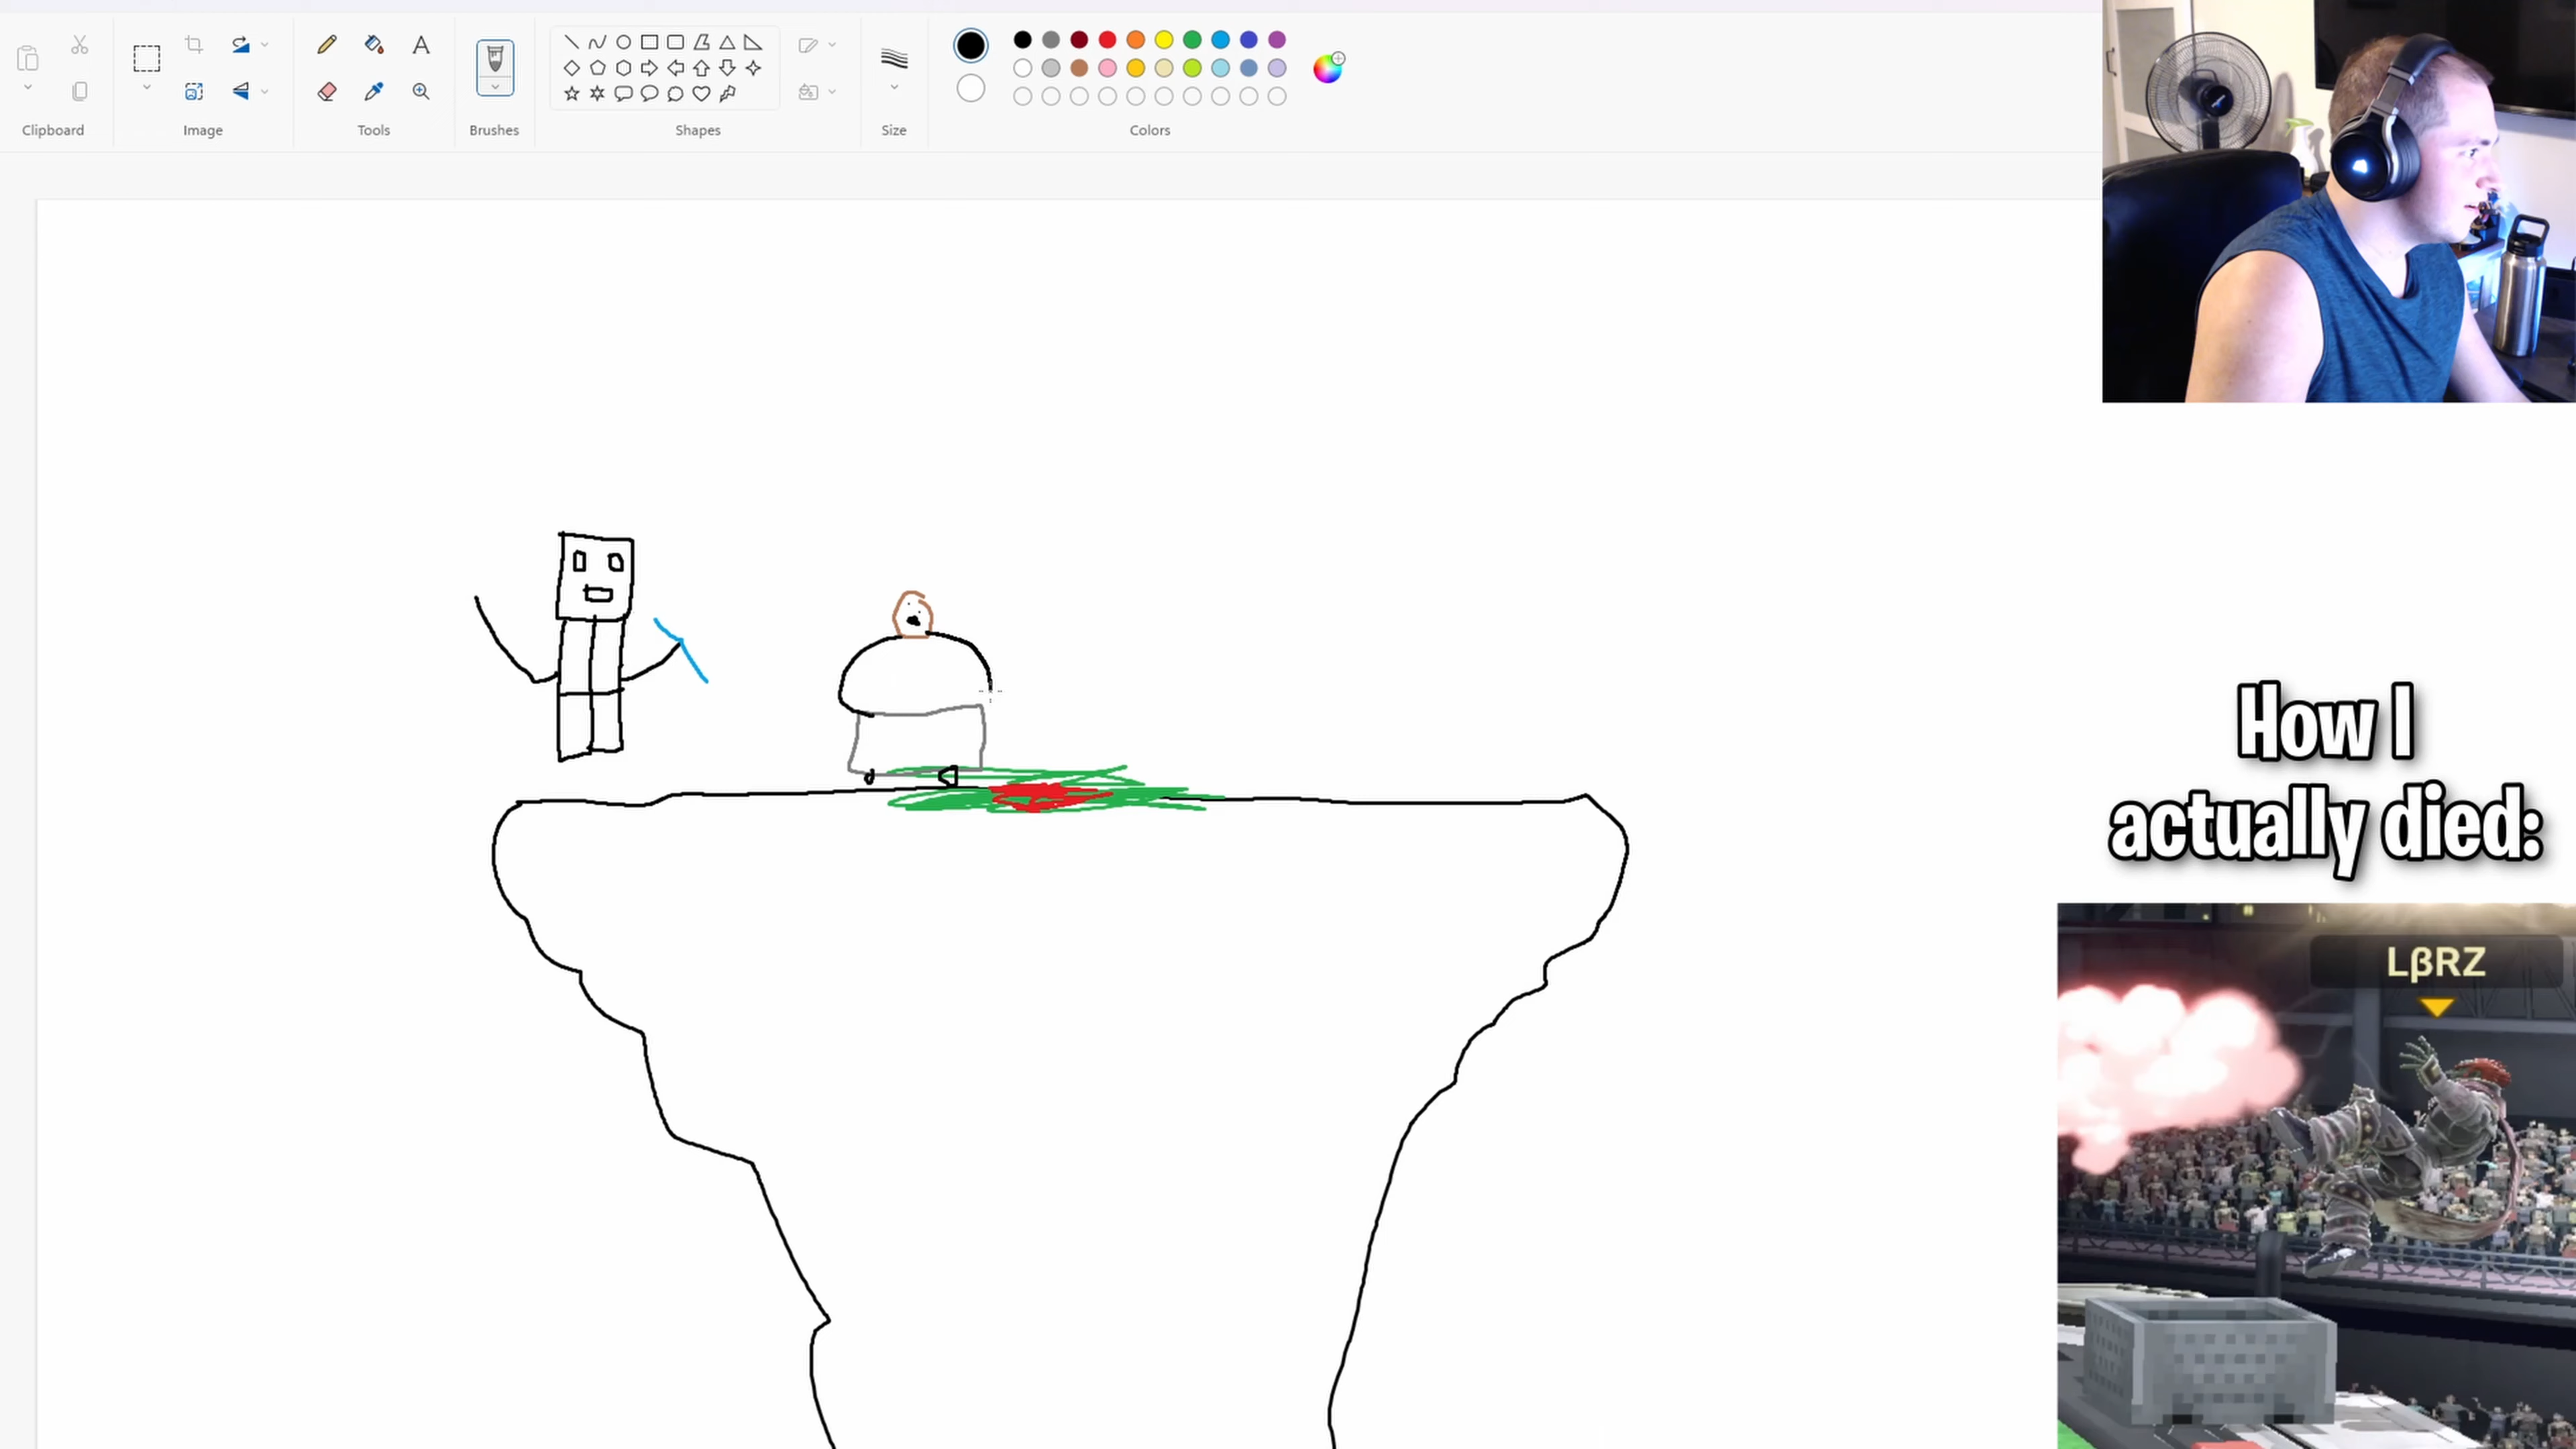 Clipboard
Image
Tools
Brushes
Shapes
Size
Colors
How I
actually died:
LβRZ